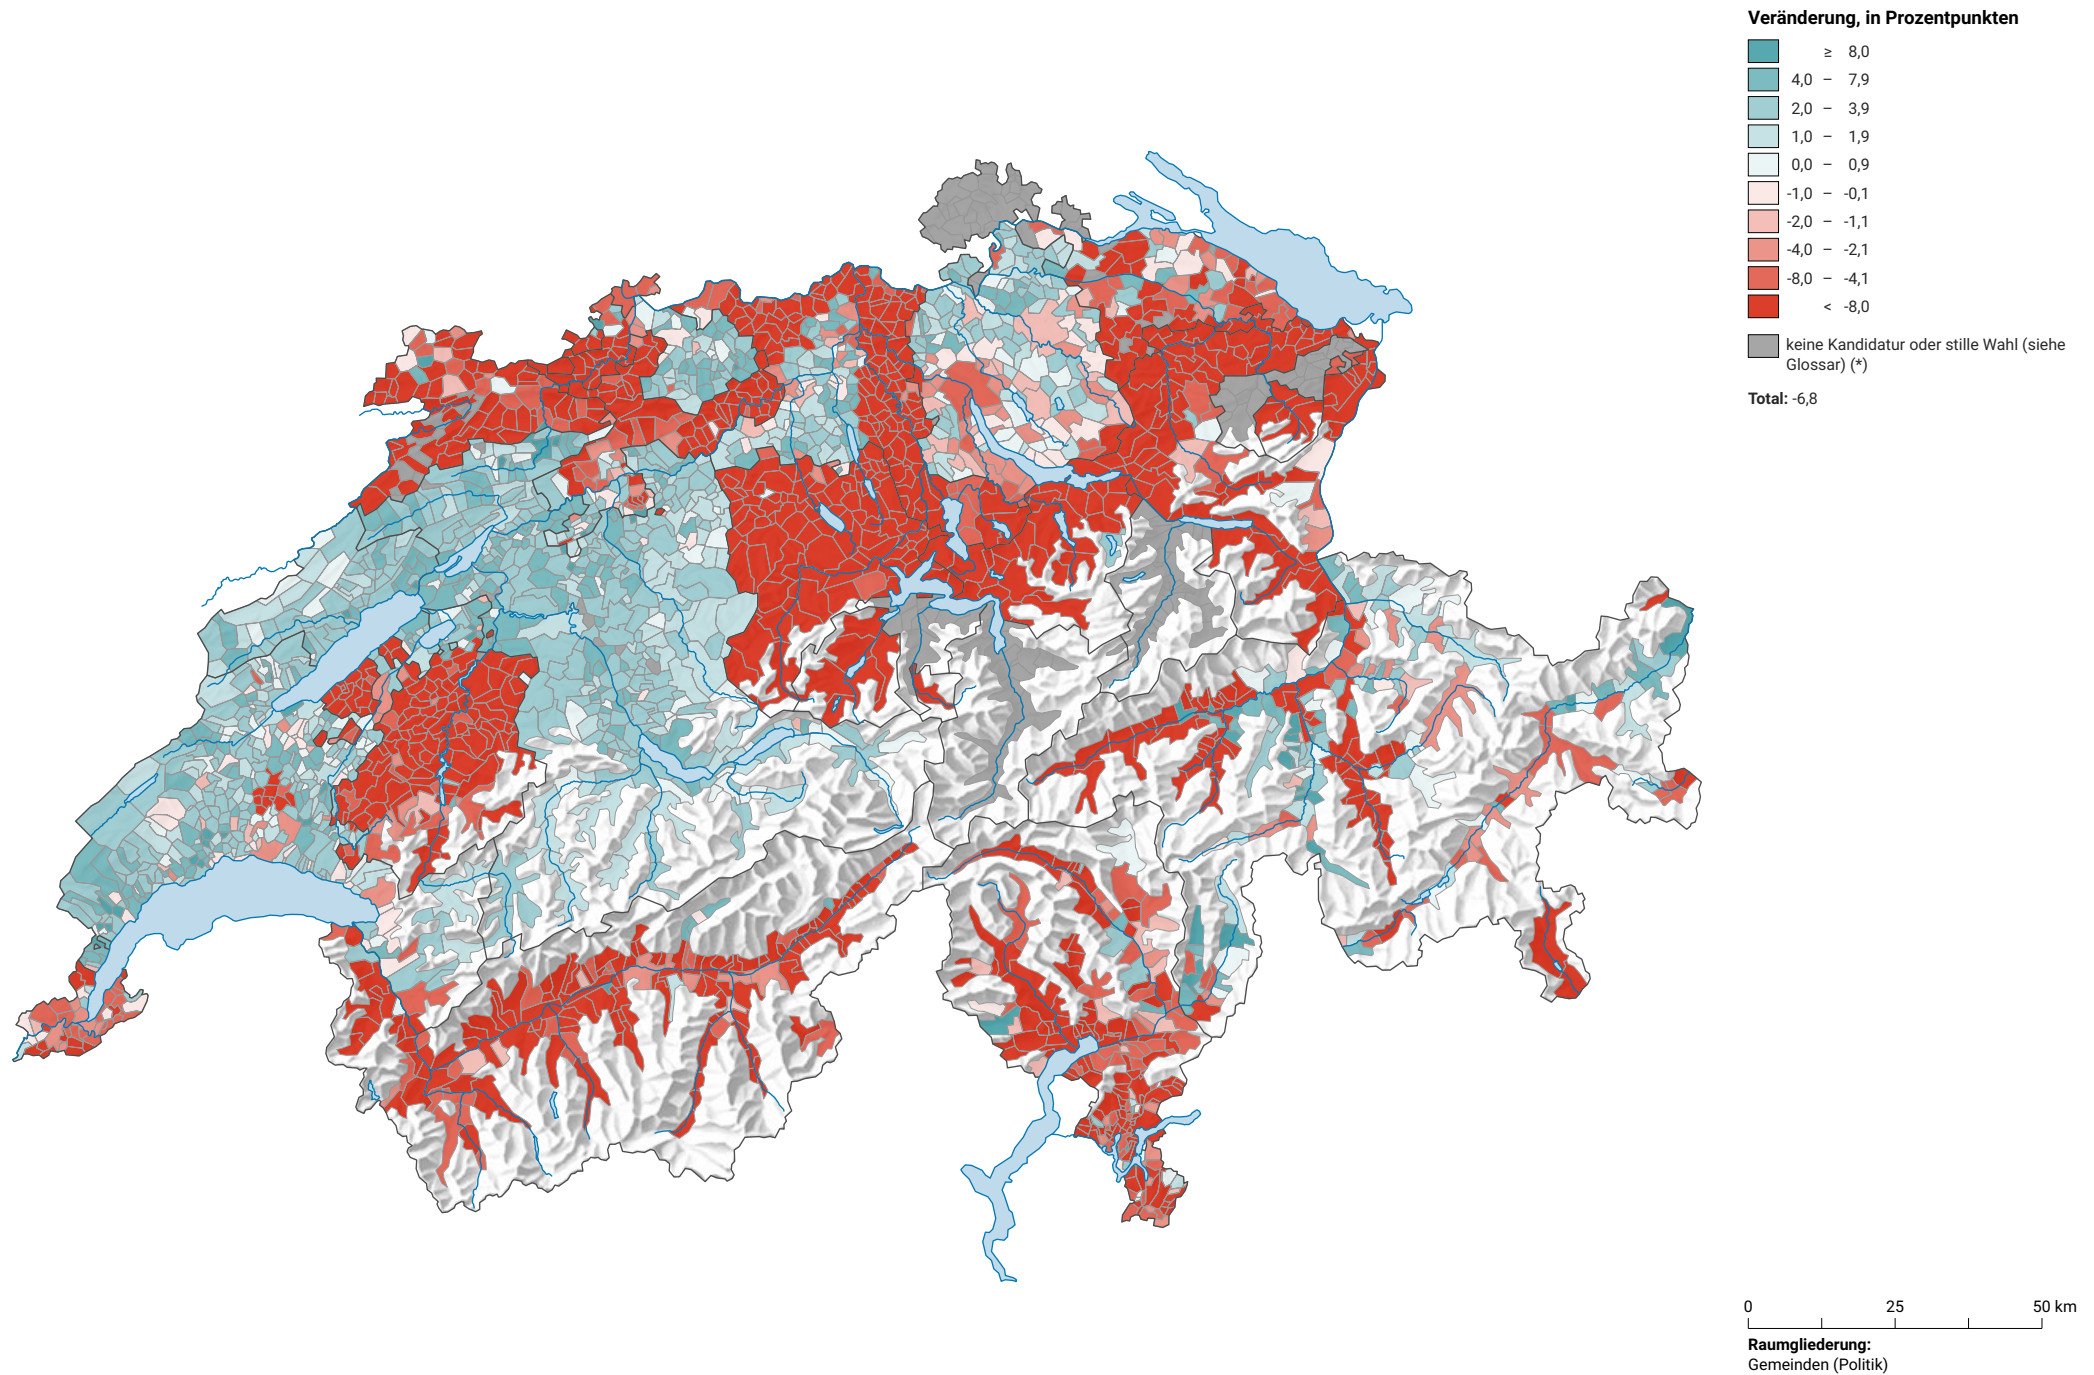 Veränderung, in Prozentpunkten
≥ 8,0
4,0 – 7,9
2,0 – 3,9
1,0 – 1,9
0,0 – 0,9
-1,0 – -0,1
-2,0 – -1,1
-4,0 – -2,1
-8,0 – -4,1
< -8,0
keine Kandidatur oder stille Wahl (siehe
Glossar) (*)
Total: -6,8
0 25 50 km
Raumgliederung:
Gemeinden (Politik)